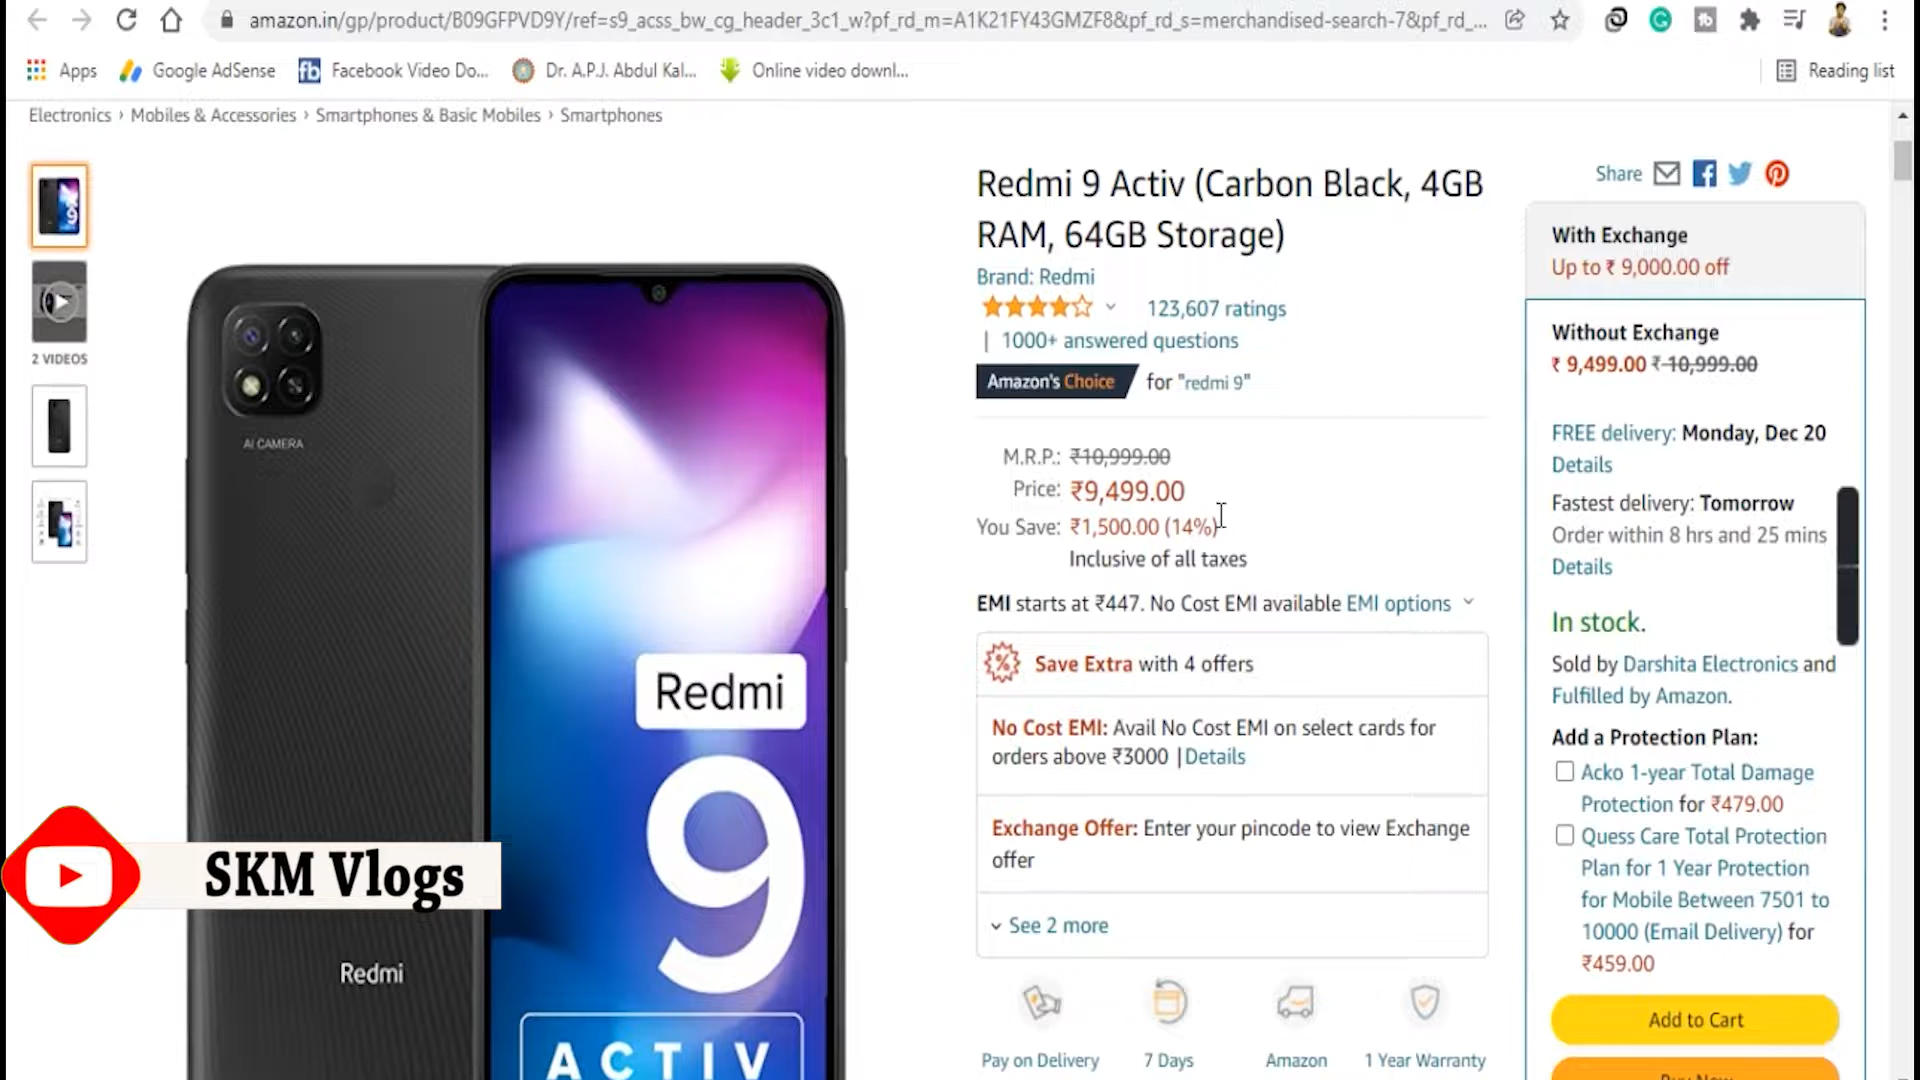 amazon.in/gp/product/B09GFPVD9Y/ref=s9_acss_bw_cg_header_3c1_w?pf_rd_m=A1K21FY43GMZF8&pf_rd_s=merchandised-search-7&pf_rd_...
Apps Google AdSense Facebook Video Do... Dr. A.P.J. Abdul Kal... Online video downl... Reading list
Electronics › Mobiles & Accessories › Smartphones & Basic Mobiles › Smartphones
2 VIDEOS
AI CAMERA
Redmi
Redmi
9
ACTIV
SKM Vlogs
Redmi 9 Activ (Carbon Black, 4GB
RAM, 64GB Storage)
Brand: Redmi
123,607 ratings
| 1000+ answered questions
Amazon's Choice for "redmi 9"
M.R.P.: ₹10,999.00
Price: ₹9,499.00
You Save: ₹1,500.00 (14%)
Inclusive of all taxes
EMI starts at ₹447. No Cost EMI available EMI options
Save Extra with 4 offers
No Cost EMI: Avail No Cost EMI on select cards for
orders above ₹3000 |Details
Exchange Offer: Enter your pincode to view Exchange
offer
See 2 more
Pay on Delivery 7 Days Amazon 1 Year Warranty
Share
With Exchange
Up to ₹ 9,000.00 off
Without Exchange
₹ 9,499.00 ₹ 10,999.00
FREE delivery: Monday, Dec 20
Details
Fastest delivery: Tomorrow
Order within 8 hrs and 25 mins
Details
In stock.
Sold by Darshita Electronics and
Fulfilled by Amazon.
Add a Protection Plan:
Acko 1-year Total Damage
Protection for ₹479.00
Quess Care Total Protection
Plan for 1 Year Protection
for Mobile Between 7501 to
10000 (Email Delivery) for
₹459.00
Add to Cart
Buy Now